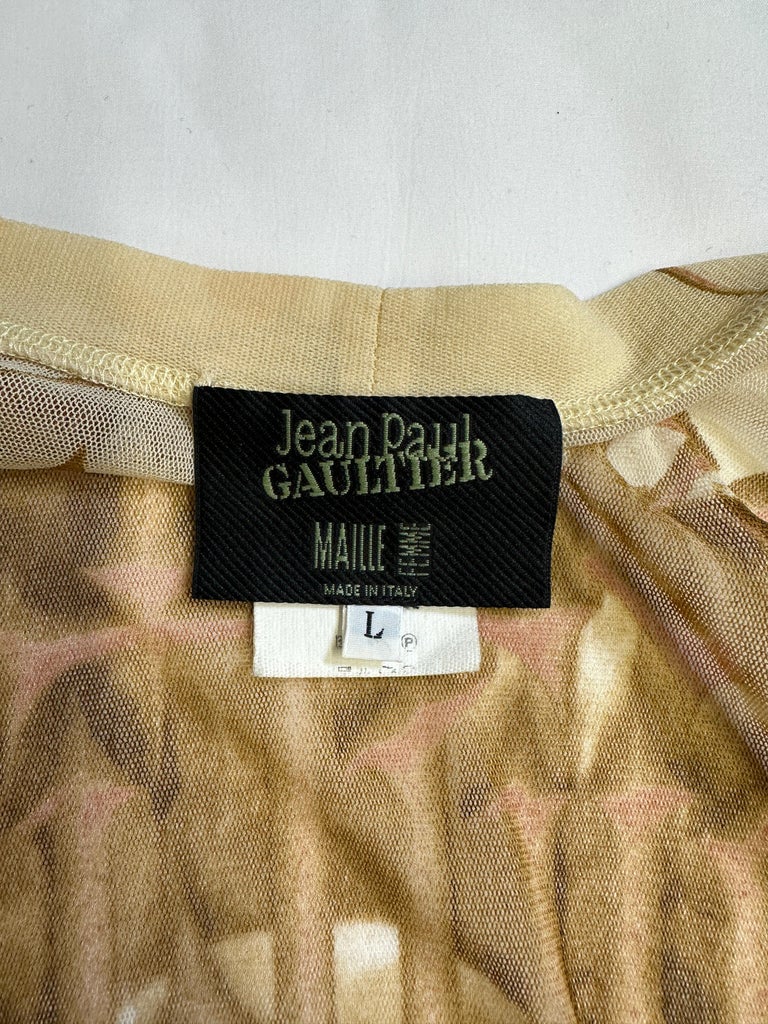 Jean Paul
GAULTIER
MAILLE FEMME
MADE IN ITALY
L
P